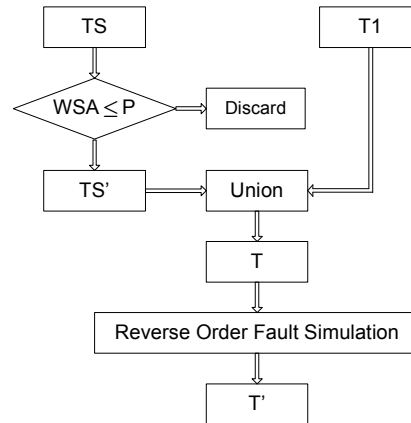 TS
T1
WSA ≤ P
Discard
TS’
Union
T
Reverse Order Fault Simulation
T’